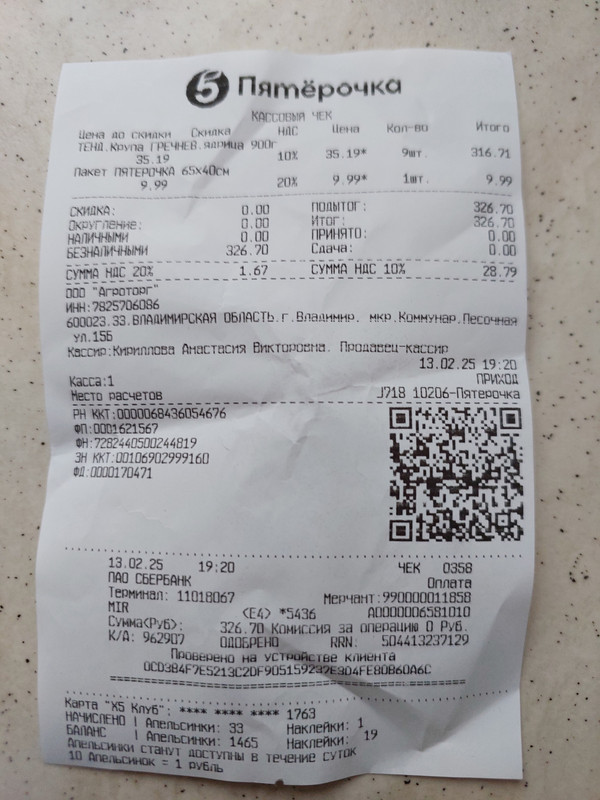 5 Пятёрочка
КАССОВЫЙ ЧЕК
Цена до скидки Скидка НДС Цена Кол-во Итого
ТЕНД.Крупа ГРЕЧНЕВ.ядрица 900г
35.19 10% 35.19* 9шт. 316.71
Пакет ПЯТЕРОЧКА 65х40см
9.99 20% 9.99* 1шт. 9.99
СКИДКА: 0.00 ПОДЫТОГ: 326.70
Округление: 0.00 Итог: 326.70
НАЛИЧНЫМИ 0.00 ПРИНЯТО: 0.00
БЕЗНАЛИЧНЫМИ 326.70 Сдача: 0.00
СУММА НДС 20% 1.67 СУММА НДС 10% 28.79
ООО "Агроторг"
ИНН:7825706086
600023.33.ВЛАДИМИРСКАЯ ОБЛАСТЬ.г.Владимир. мкр.Коммунар.Песочная
ул.15Б
Кассир:Кириллова Анастасия Викторовна. Продавец-кассир
13.02.25 19:20
Касса:1 ПРИХОД
Место расчетов J718 10206-Пятерочка
РН ККТ:0000068436054676
ФП:0001621567
ФН:7282440500244819
ЗН ККТ:00106902999160
ФД:0000170471
13.02.25 19:20 ЧЕК 0358
ПАО СБЕРБАНК Оплата
Терминал: 11018067 Мерчант:990000011858
MIR <E4> *5436 A0000006581010
Сумма<Руб>: 326.70 Комиссия за операцию 0 Руб.
К/А: 962907 ОДОБРЕНО RRN: 504413237129
Проверено на устройстве клиента
0CD384F7E5213C2DF905159237E304FE80B60A6C
Карта "X5 Клуб": **** **** **** 1763
НАЧИСЛЕНО | Апельсинки: 33 Наклейки: 1
БАЛАНС | Апельсинки: 1465 Наклейки: 19
Апельсинки станут доступны в течение суток
10 Апельсинок = 1 рубль